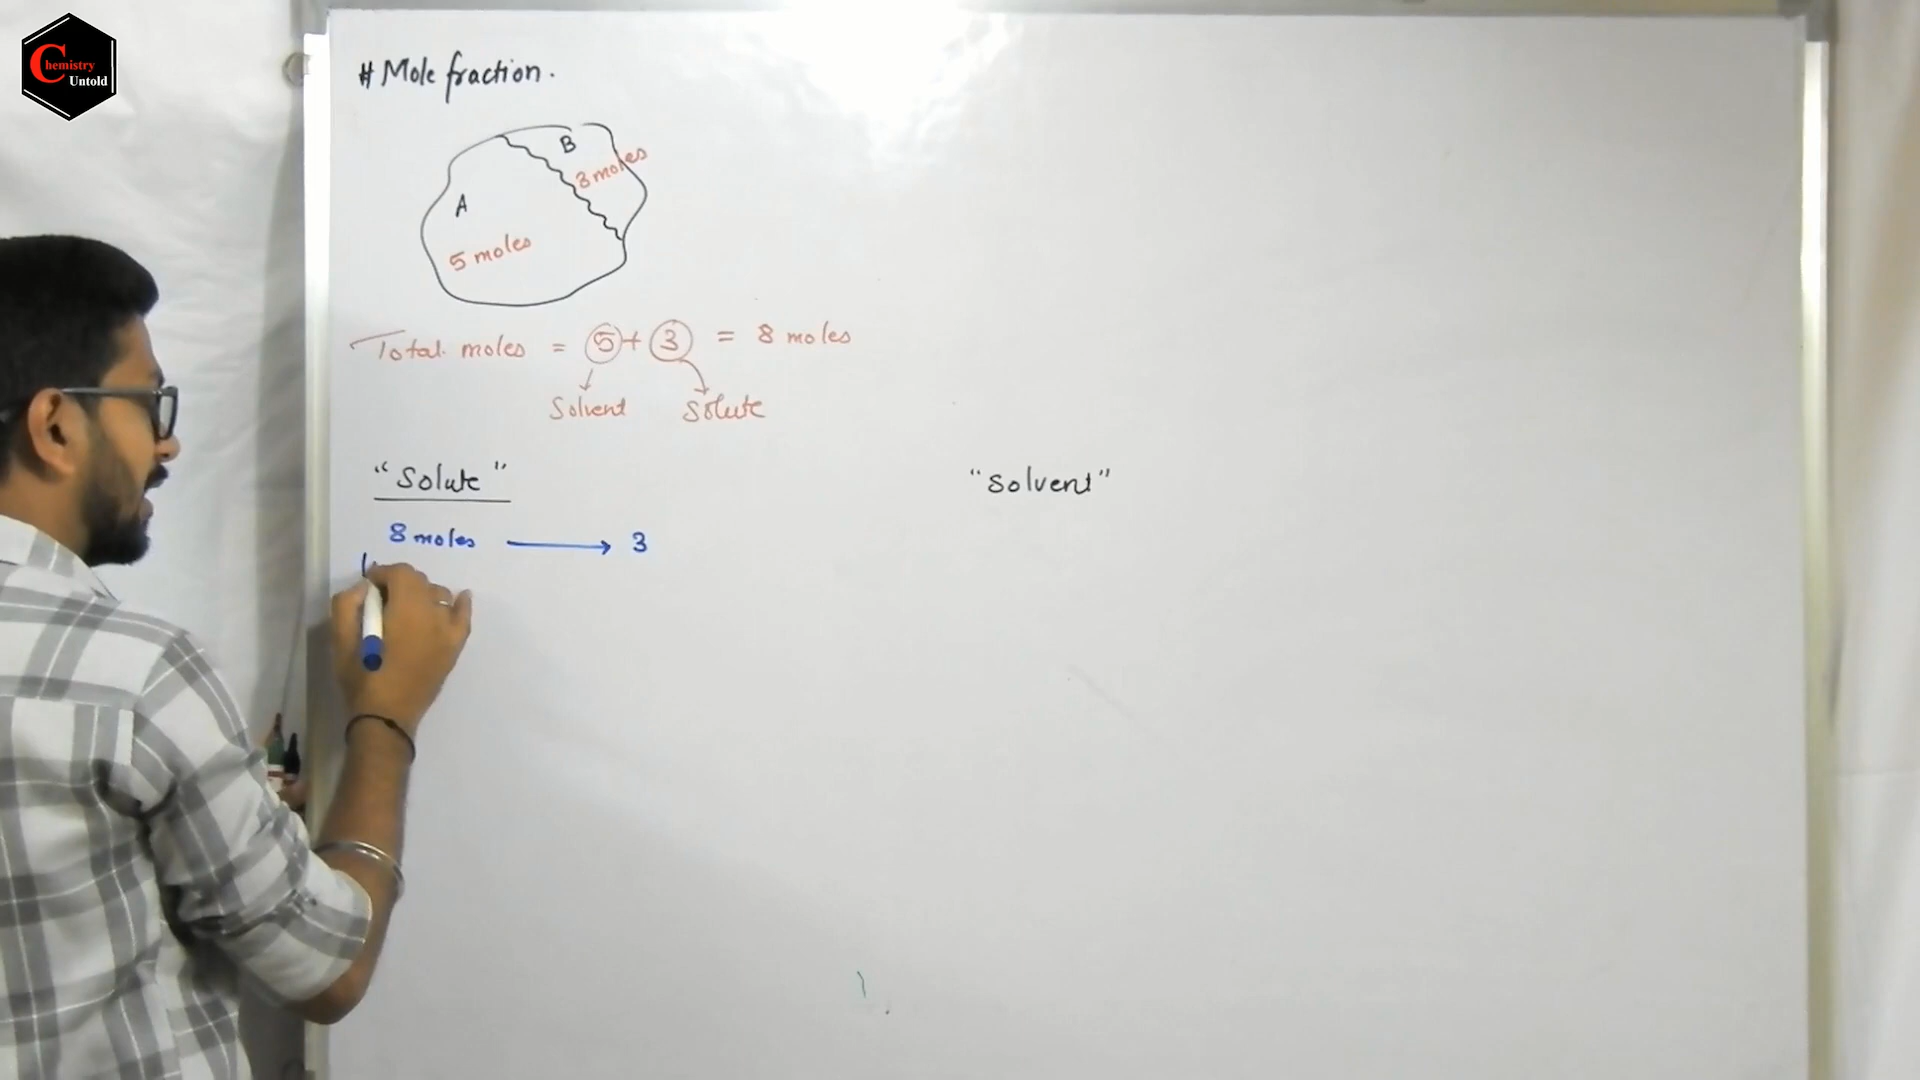 Chemistry
Untold
# Mole fraction.
B
3 moles
A
5 moles
Total moles = 5 + 3 = 8 moles
Solvent Solute
"Solute" "Solvent"
8 moles → 3